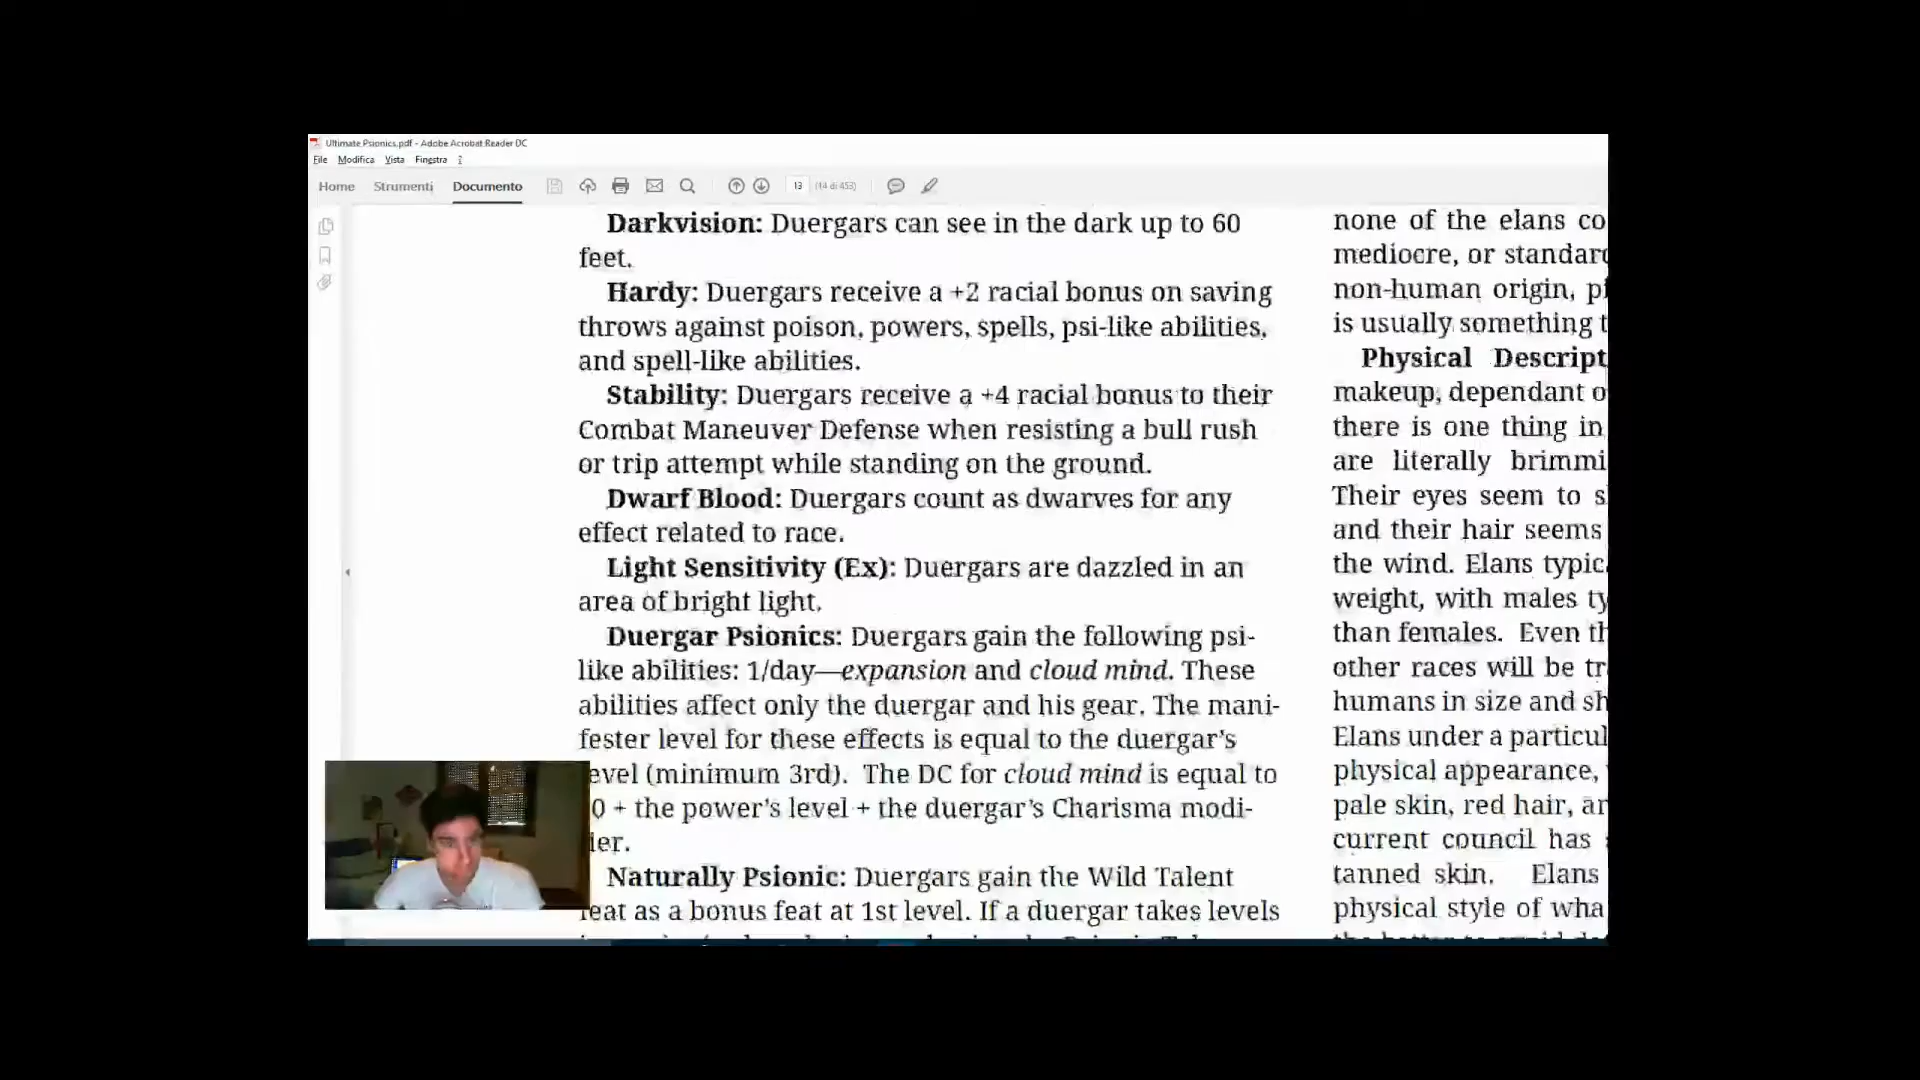 Ultimate Psionics.pdf - Adobe Acrobat Reader DC
File Modifica Vista Finestra ?
Home Strumenti Documento 13 (14 di 453)
Darkvision: Duergars can see in the dark up to 60
feet.
Hardy: Duergars receive a +2 racial bonus on saving
throws against poison, powers, spells, psi-like abilities,
and spell-like abilities.
Stability: Duergars receive a +4 racial bonus to their
Combat Maneuver Defense when resisting a bull rush
or trip attempt while standing on the ground.
Dwarf Blood: Duergars count as dwarves for any
effect related to race.
Light Sensitivity (Ex): Duergars are dazzled in an
area of bright light.
Duergar Psionics: Duergars gain the following psi-
like abilities: 1/day—expansion and cloud mind. These
abilities affect only the duergar and his gear. The mani-
fester level for these effects is equal to the duergar's
evel (minimum 3rd). The DC for cloud mind is equal to
0 + the power's level + the duergar's Charisma modi-
ier.
Naturally Psionic: Duergars gain the Wild Talent
feat as a bonus feat at 1st level. If a duergar takes levels
none of the elans co
mediocre, or standard
non-human origin, pl
is usually something t
Physical Descript
makeup, dependant o
there is one thing in
are literally brimmi
Their eyes seem to s
and their hair seems
the wind. Elans typic
weight, with males ty
than females. Even th
other races will be tr
humans in size and sh
Elans under a particul
physical appearance,
pale skin, red hair, an
current council has
tanned skin. Elans
physical style of wha